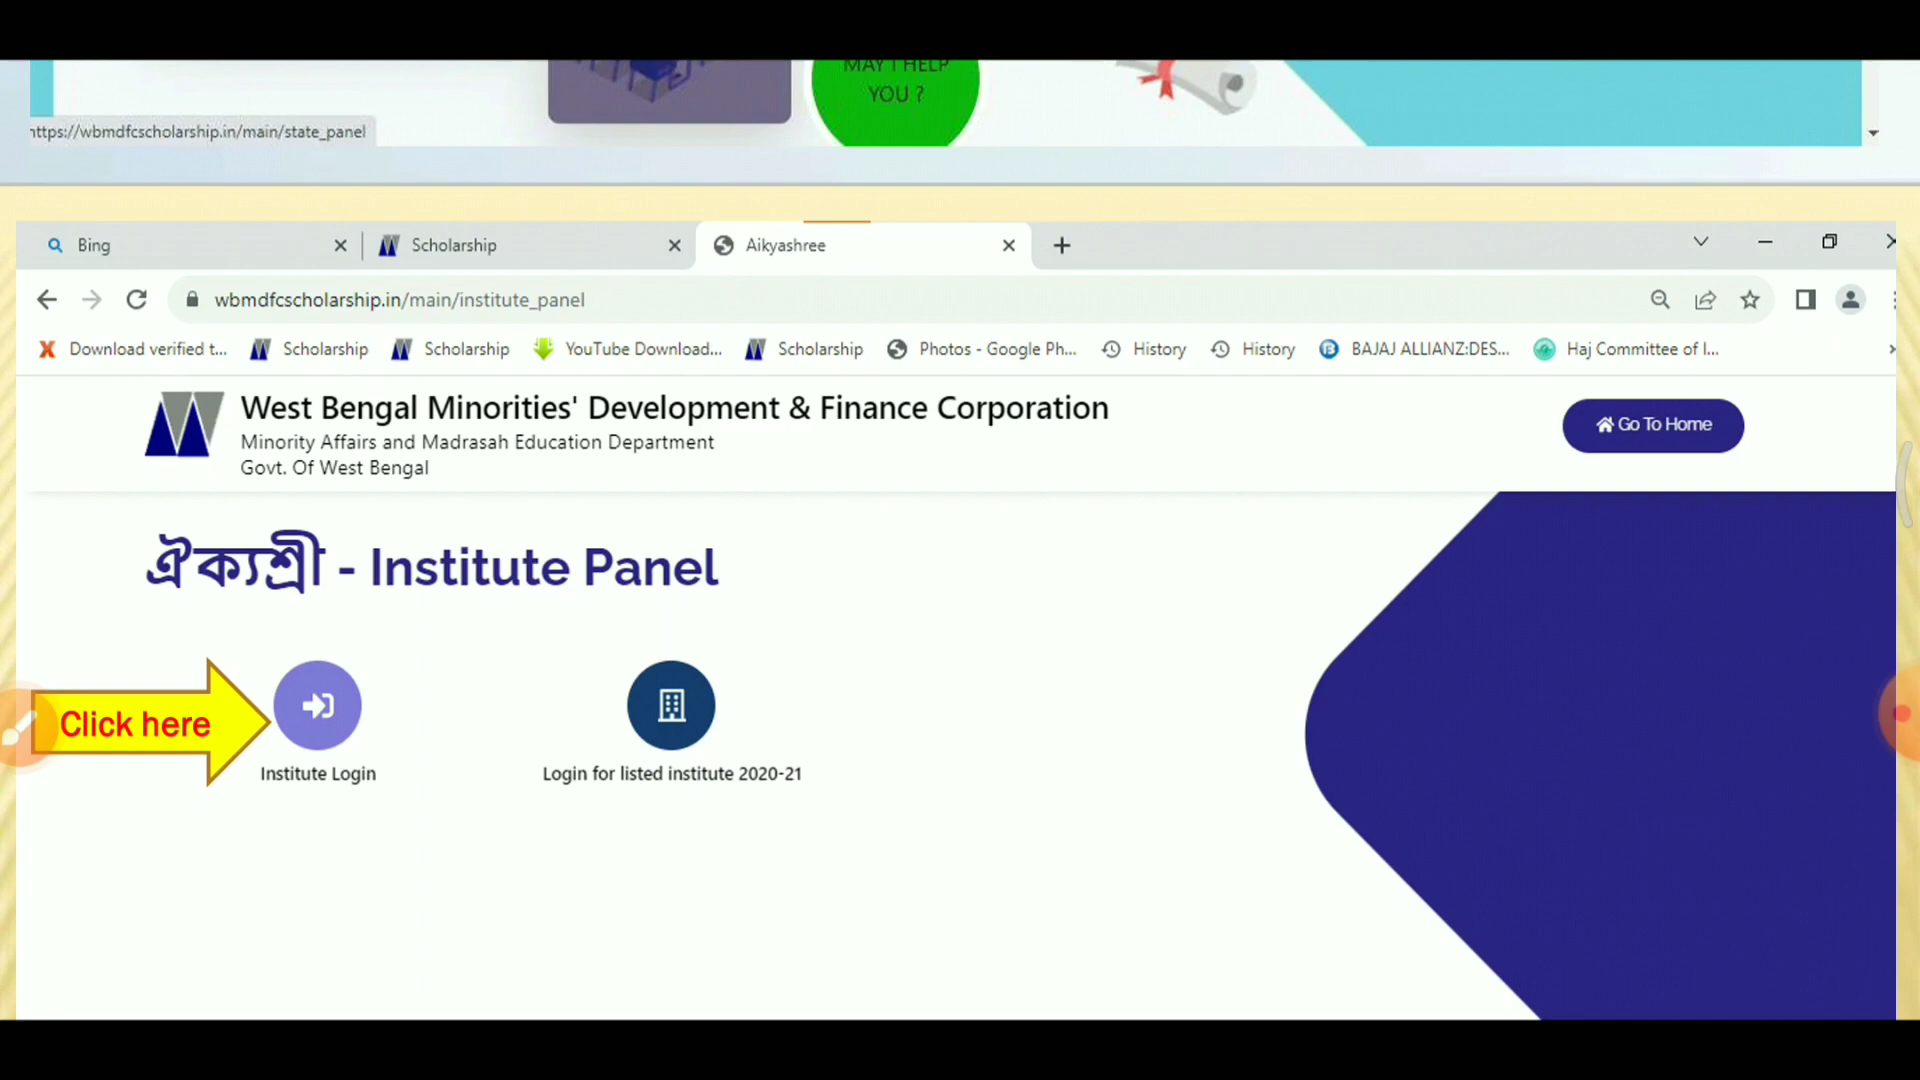 MAY I HELP
YOU ?
https://wbmdfcscholarship.in/main/state_panel
Bing
Scholarship
Aikyashree
wbmdfcscholarship.in/main/institute_panel
Download verified t...
Scholarship
Scholarship
YouTube Download...
Scholarship
Photos - Google Ph...
History
History
BAJAJ ALLIANZ:DES...
Haj Committee of I...
West Bengal Minorities' Development & Finance Corporation
Minority Affairs and Madrasah Education Department
Govt. Of West Bengal
Go To Home
ঐক্যশ্রী - Institute Panel
Click here
Institute Login
Login for listed institute 2020-21